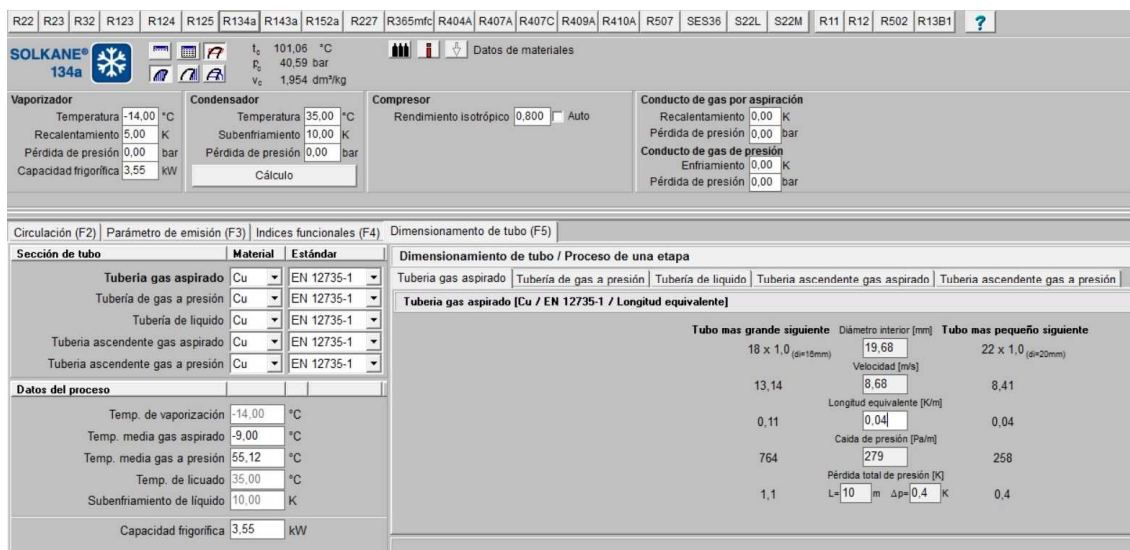 R22 R23 R32 R123 R124 R125 R134a R143a R152a R227 R365mfc R404A R407A R407C R409A R410A R507 SES36 S22L S22M R11 R12 R502 R13B1 ?
SOLKANE®
134a
tc 101,06 °C
pc 40,59 bar
vc 1,954 dm³/kg
Datos de materiales
Vaporizador
Temperatura -14,00 °C
Recalentamiento 5,00 K
Pérdida de presión 0,00 bar
Capacidad frigorífica 3,55 kW
Condensador
Temperatura 35,00 °C
Subenfriamiento 10,00 K
Pérdida de presión 0,00 bar
Cálculo
Compresor
Rendimiento isotrópico 0,800 Auto
Conducto de gas por aspiración
Recalentamiento 0,00 K
Pérdida de presión 0,00 bar
Conducto de gas de presión
Enfriamiento 0,00 K
Pérdida de presión 0,00 bar
Circulación (F2) Parámetro de emisión (F3) Indices funcionales (F4) Dimensionamento de tubo (F5)
Sección de tubo Material Estándar
Tuberia gas aspirado Cu EN 12735-1
Tubería de gas a presión Cu EN 12735-1
Tubería de liquido Cu EN 12735-1
Tuberia ascendente gas aspirado Cu EN 12735-1
Tuberia ascendente gas a presión Cu EN 12735-1
Datos del proceso
Temp. de vaporización -14,00 °C
Temp. media gas aspirado -9,00 °C
Temp. media gas a presión 55,12 °C
Temp. de licuado 35,00 °C
Subenfriamiento de líquido 10,00 K
Capacidad frigorífica 3,55 kW
Dimensionamiento de tubo / Proceso de una etapa
Tuberia gas aspirado Tubería de gas a presión Tubería de liquido Tuberia ascendente gas aspirado Tuberia ascendente gas a presión
Tuberia gas aspirado [Cu / EN 12735-1 / Longitud equivalente]
Tubo mas grande siguiente Diámetro interior [mm] Tubo mas pequeño siguiente
18 x 1,0 (di=16mm) 19,68 22 x 1,0 (di=20mm)
Velocidad [m/s]
13,14 8,68 8,41
Longitud equivalente [K/m]
0,11 0,04 0,04
Caida de presión [Pa/m]
764 279 258
Pérdida total de presión [K]
1,1 L= 10 m Δp= 0,4 K 0,4